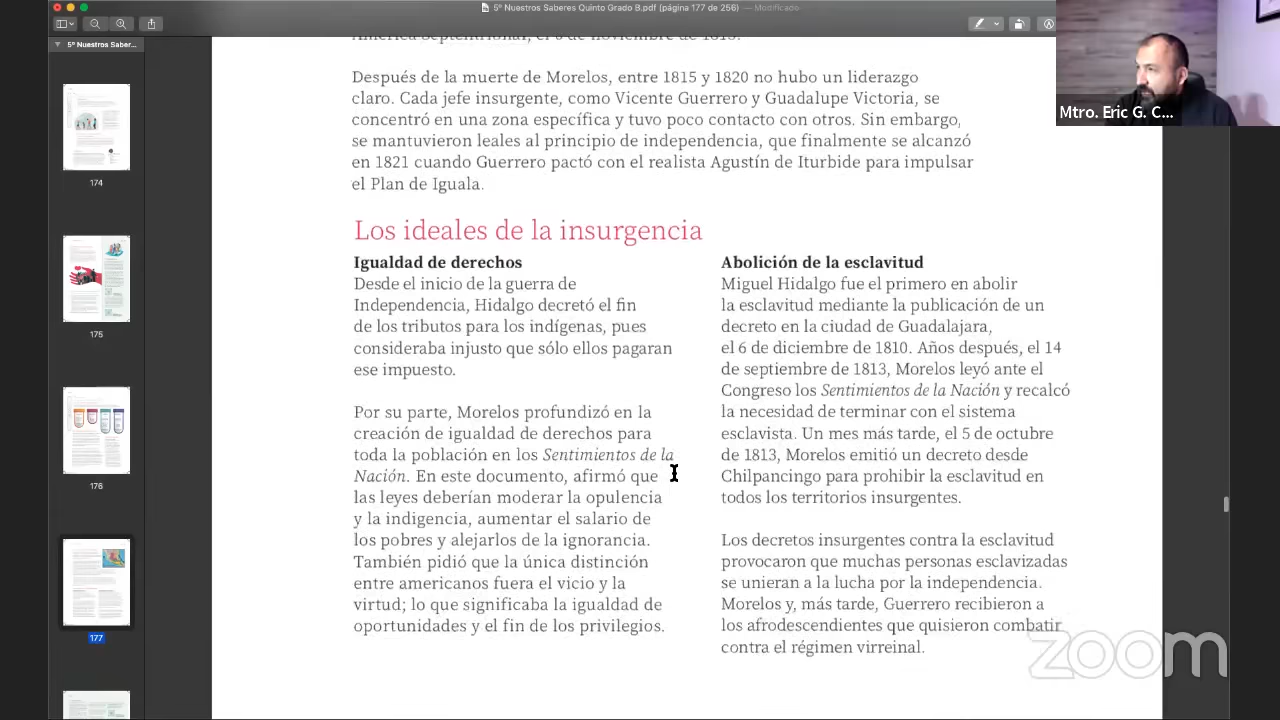 5º Nuestros Saberes Quinto Grado B.pdf (página 177 de 256) — Modificado
5º Nuestros Saber...
Mtro. Eric G. C...
174
175
176
177
América Septentrional, el 6 de noviembre de 1813.
Después de la muerte de Morelos, entre 1815 y 1820 no hubo un liderazgo
claro. Cada jefe insurgente, como Vicente Guerrero y Guadalupe Victoria, se
concentro en una zona específica y tuvo poco contacto con otros. Sin embargo,
se mantuvieron leales al principio de independencia, que finalmente se alcanzó
en 1821 cuando Guerrero pactó con el realista Agustín de Iturbide para impulsar
el Plan de Iguala.
Los ideales de la insurgencia
Igualdad de derechos
Desde el inicio de la guerra de
Independencia, Hidalgo decretó el fin
de los tributos para los indígenas, pues
consideraba injusto que sólo ellos pagaran
ese impuesto.
Por su parte, Morelos profundizó en la
creación de igualdad de derechos para
toda la población en los Sentimientos de la
Nación. En este documento, afirmó que
las leyes deberían moderar la opulencia
y la indigencia, aumentar el salario de
los pobres y alejarlos de la ignorancia.
También pidió que la única distinción
entre americanos fuera el vicio y la
virtud; lo que significaba la igualdad de
oportunidades y el fin de los privilegios.
Abolición de la esclavitud
Miguel Hidalgo fue el primero en abolir
la esclavitud mediante la publicación de un
decreto en la ciudad de Guadalajara,
el 6 de diciembre de 1810. Años después, el 14
de septiembre de 1813, Morelos leyó ante el
Congreso los Sentimientos de la Nación y recalcó
la necesidad de terminar con el sistema
esclavista. Un mes más tarde, el 5 de octubre
de 1813, Morelos emitió un decreto desde
Chilpancingo para prohibir la esclavitud en
todos los territorios insurgentes.
Los decretos insurgentes contra la esclavitud
provocaron que muchas personas esclavizadas
se unieran a la lucha por la independencia.
Morelos y, más tarde, Guerrero recibieron a
los afrodescendientes que quisieron combatir
contra el régimen virreinal.
zoom